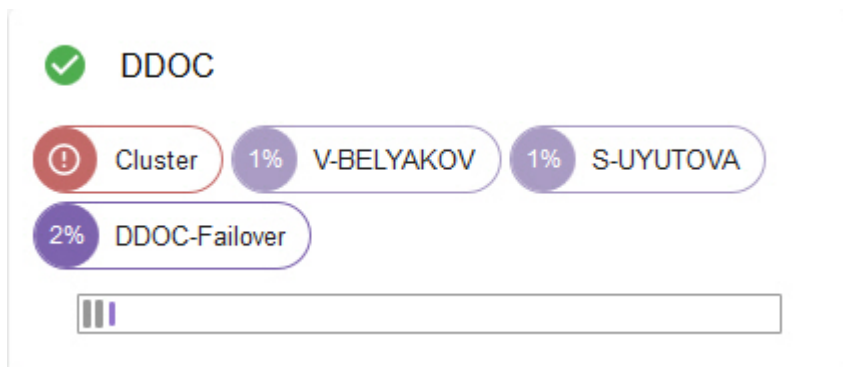 DDOC
Cluster 1% V-BELYAKOV 1% S-UYUTOVA
2% DDOC-Failover